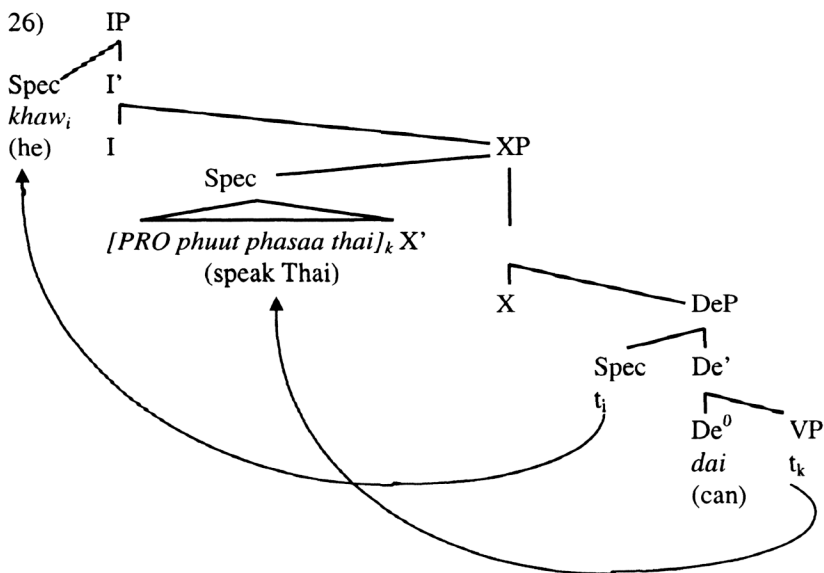 26) IP
Spec I'
khawᵢ
(he) I XP
Spec
[PRO phuut phasaa thai]ₖ X'
(speak Thai)
X DeP
Spec De'
tᵢ
De⁰ VP
dai tₖ
(can)